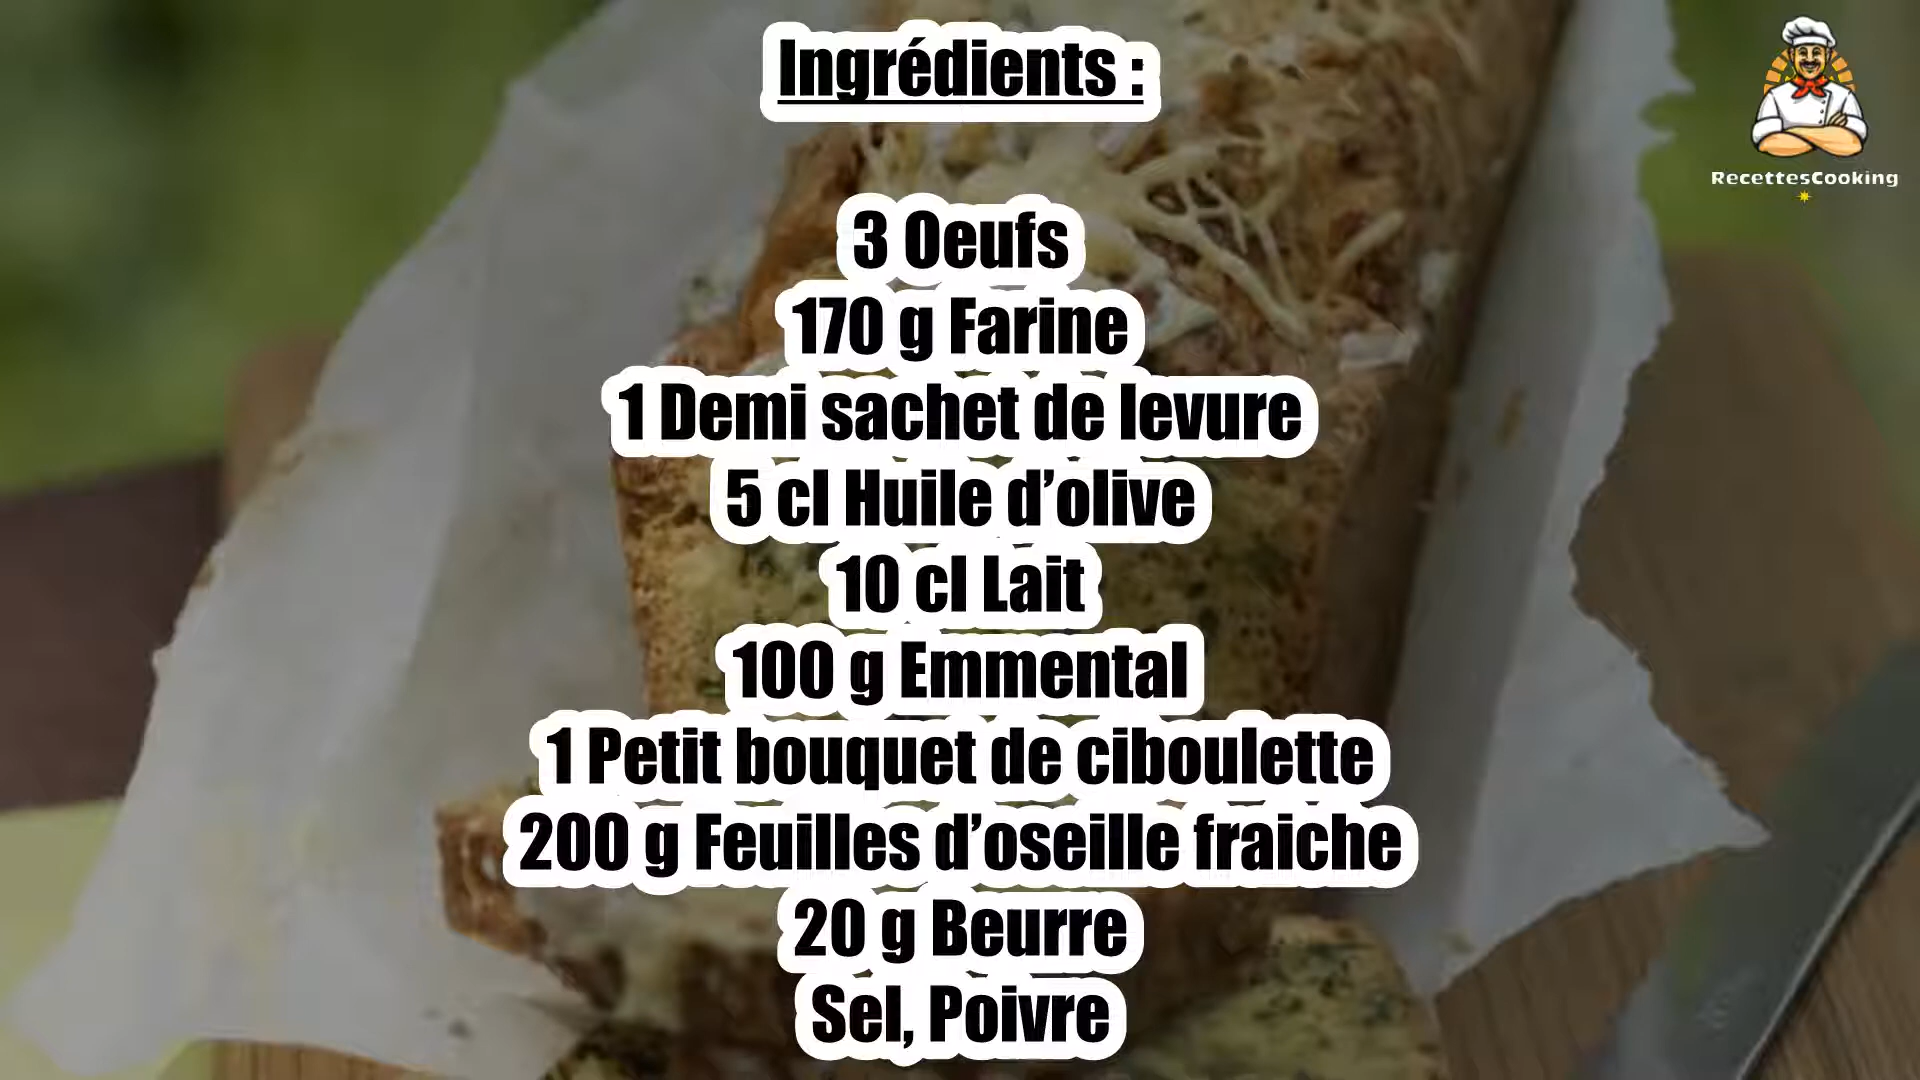 Ingrédients :
RecettesCooking
3 Oeufs
170 g Farine
1 Demi sachet de levure
5 cl Huile d’olive
10 cl Lait
100 g Emmental
1 Petit bouquet de ciboulette
200 g Feuilles d’oseille fraiche
20 g Beurre
Sel, Poivre